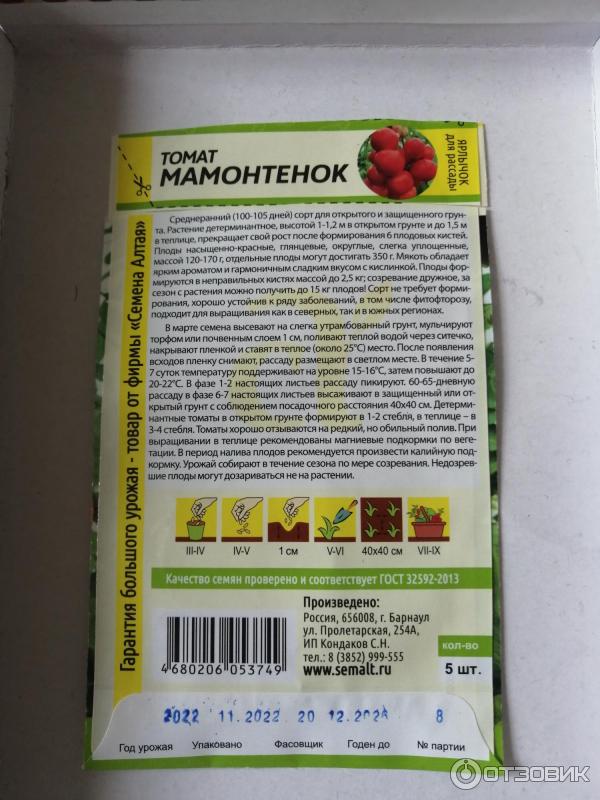 ТОМАТ
МАМОНТЕНОК
ЯРЛЫЧОК
для рассады
Среднеранний (100-105 дней) сорт для открытого и защищенного грун-
та. Растение детерминантное, высотой 1-1,2 м в открытом грунте и до 1,5 м
в теплице, прекращает свой рост после формирования 6 плодовых кистей.
Плоды насыщенно-красные, глянцевые, округлые, слегка уплощенные,
массой 120-170 г, отдельные плоды могут достигать 350 г. Мякоть обладает
ярким ароматом и гармоничным сладким вкусом с кислинкой. Плоды фор-
мируются в неправильных кистях массой до 2,5 кг; созревание дружное, за
сезон с растения можно получить до 15 кг плодов! Сорт не требует форми-
рования, хорошо устойчив к ряду заболеваний, в том числе фитофторозу,
подходит для выращивания как в северных, так и в южных регионах.
В марте семена высевают на слегка утрамбованный грунт, мульчируют
торфом или почвенным слоем 1 см, поливают теплой водой через ситечко,
накрывают пленкой и ставят в теплое (около 25°С) место. После появления
всходов пленку снимают, рассаду размещают в светлом месте. В течение 5-
7 суток температуру поддерживают на уровне 15-16°С, затем повышают до
20-22°С. В фазе 1-2 настоящих листьев рассаду пикируют. 60-65-дневную
рассаду в фазе 6-7 настоящих листьев высаживают в защищенный или от-
крытый грунт с соблюдением посадочного расстояния 40х40 см. Детерми-
нантные томаты в открытом грунте формируют в 1-2 стебля, в теплице – в
3-4 стебля. Томаты хорошо отзываются на редкий, но обильный полив. При
выращивании в теплице рекомендованы магниевые подкормки по веге-
тации. В период налива плодов рекомендуется произвести калийную под-
кормку. Урожай собирают в течение сезона по мере созревания. Недозрев-
шие плоды могут дозариваться не на растении.
Гарантия большого урожая - товар от фирмы «Семена Алтая»
III-IV IV-V 1 см V-VI 40х40 см VII-IX
Качество семян проверено и соответствует ГОСТ 32592-2013
Произведено:
Россия, 656008, г. Барнаул
ул. Пролетарская, 254А,
ИП Кондаков С.Н.
тел.: 8 (3852) 999-555
www.semalt.ru
кол-во
5 шт.
4 680206 053749
2022 11.2022 20 12.2026 8
Год урожая Упаковано Фасовщик Годен до № партии
ОТЗОВИК